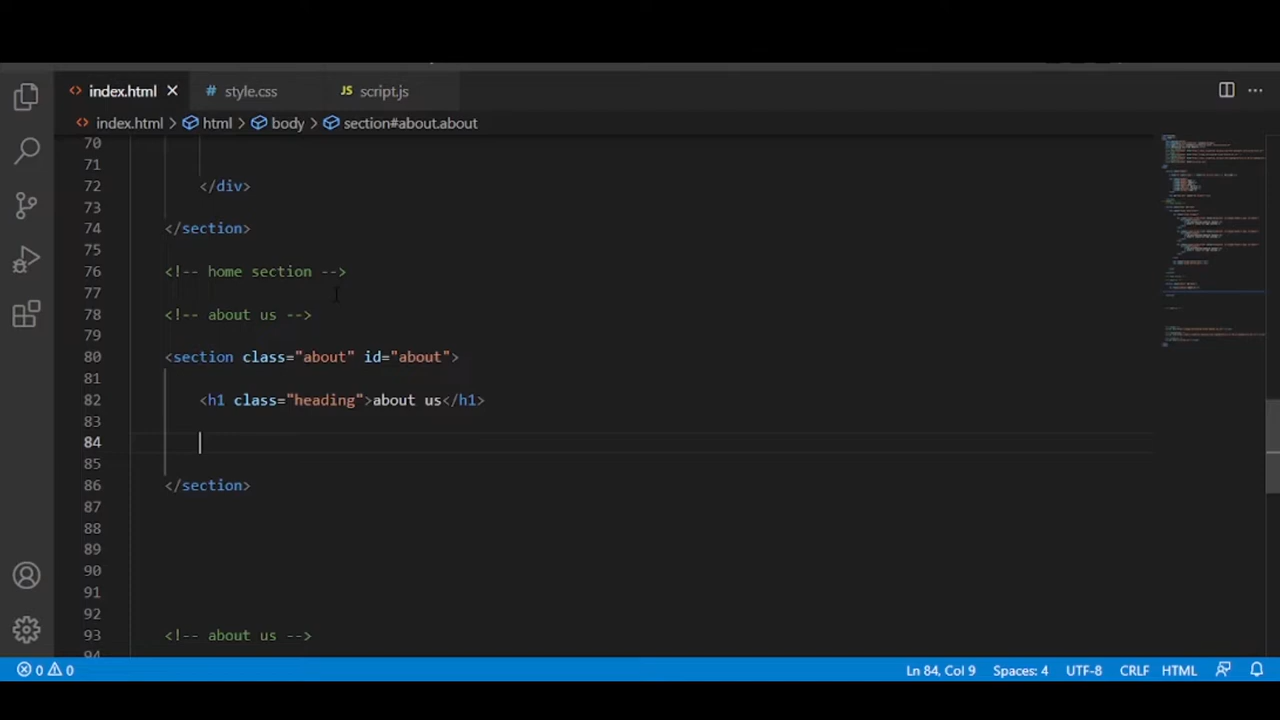 index.html
style.css
JS script.js
index.html > html > body > section#about.about
70
71
72 </div>
73
74 </section>
75
76 <!-- home section -->
77
78 <!-- about us -->
79
80 <section class="about" id="about">
81
82 <h1 class="heading">about us</h1>
83
84
85
86 </section>
87
88
89
90
91
92
93 <!-- about us -->
94
0 0 Ln 84, Col 9 Spaces: 4 UTF-8 CRLF HTML